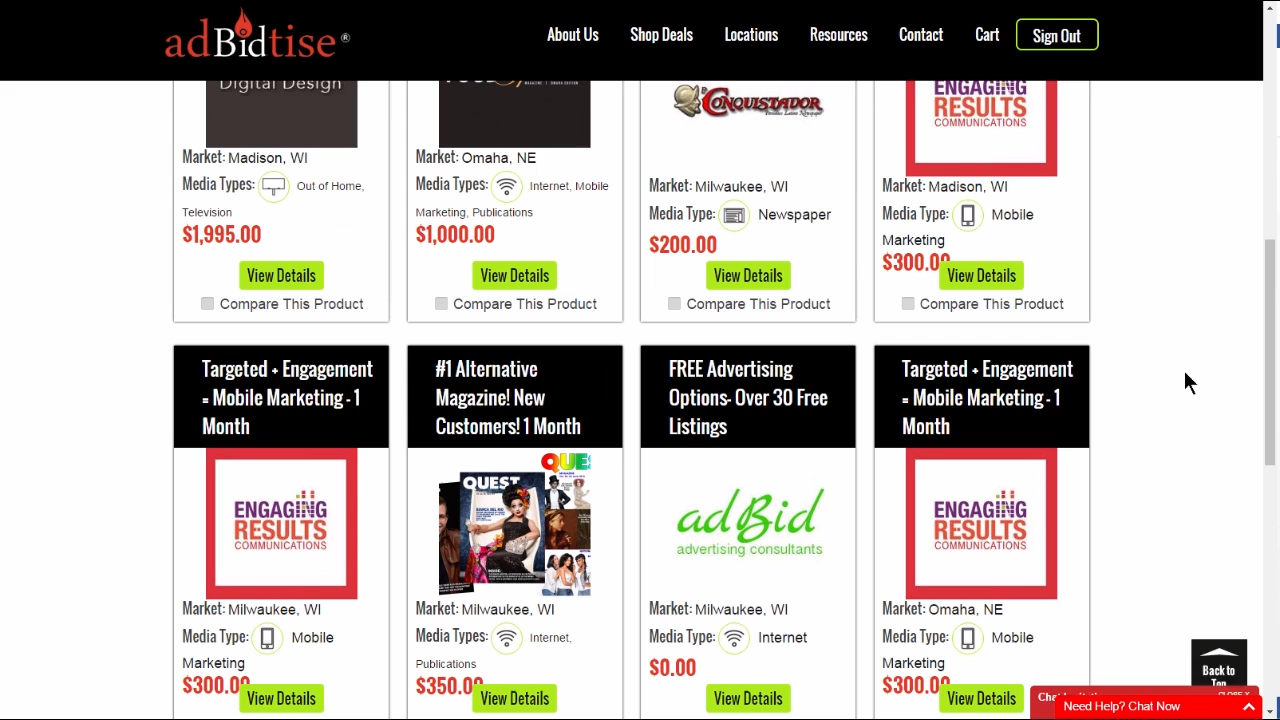 adBidtise ®
About Us
Shop Deals
Locations
Resources
Contact
Cart
Sign Out
Digital Design
Market: Madison, WI
Media Types: Out of Home,
Television
$1,995.00
View Details
Compare This Product
MAGAZINE | OMAHA EDITION
Market: Omaha, NE
Media Types: Internet, Mobile
Marketing, Publications
$1,000.00
View Details
Compare This Product
El CONQUISTADOR
Market: Milwaukee, WI
Media Type: Newspaper
$200.00
View Details
Compare This Product
ENGAGING
RESULTS
COMMUNICATIONS
Market: Madison, WI
Media Type: Mobile
Marketing
$300.00
View Details
Compare This Product
Targeted + Engagement
= Mobile Marketing - 1
Month
ENGAGING
RESULTS
COMMUNICATIONS
Market: Milwaukee, WI
Media Type: Mobile
Marketing
$300.00
View Details
#1 Alternative
Magazine! New
Customers! 1 Month
QUES
QUEST
Market: Milwaukee, WI
Media Types: Internet,
Publications
$350.00
View Details
FREE Advertising
Options- Over 30 Free
Listings
adBid
advertising consultants
Market: Milwaukee, WI
Media Type: Internet
$0.00
View Details
Targeted + Engagement
= Mobile Marketing - 1
Month
ENGAGING
RESULTS
COMMUNICATIONS
Market: Omaha, NE
Media Type: Mobile
Marketing
$300.00
View Details
Back to
Top
Need Help? Chat Now